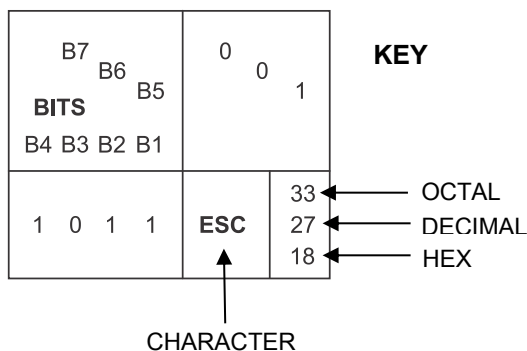 B7
B6
B5
BITS
B4 B3 B2 B1
0
0
1
KEY
1 0 1 1
ESC
33
27
18
OCTAL
DECIMAL
HEX
CHARACTER